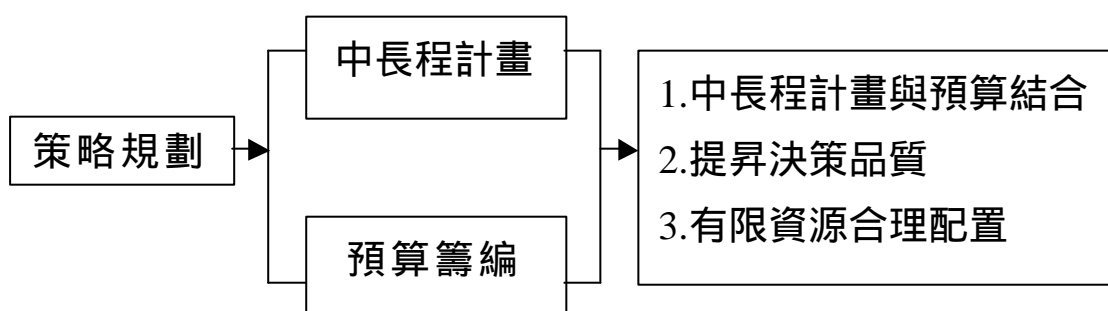 策略規劃
中長程計畫
預算籌編
1.中長程計畫與預算結合
2.提昇決策品質
3.有限資源合理配置